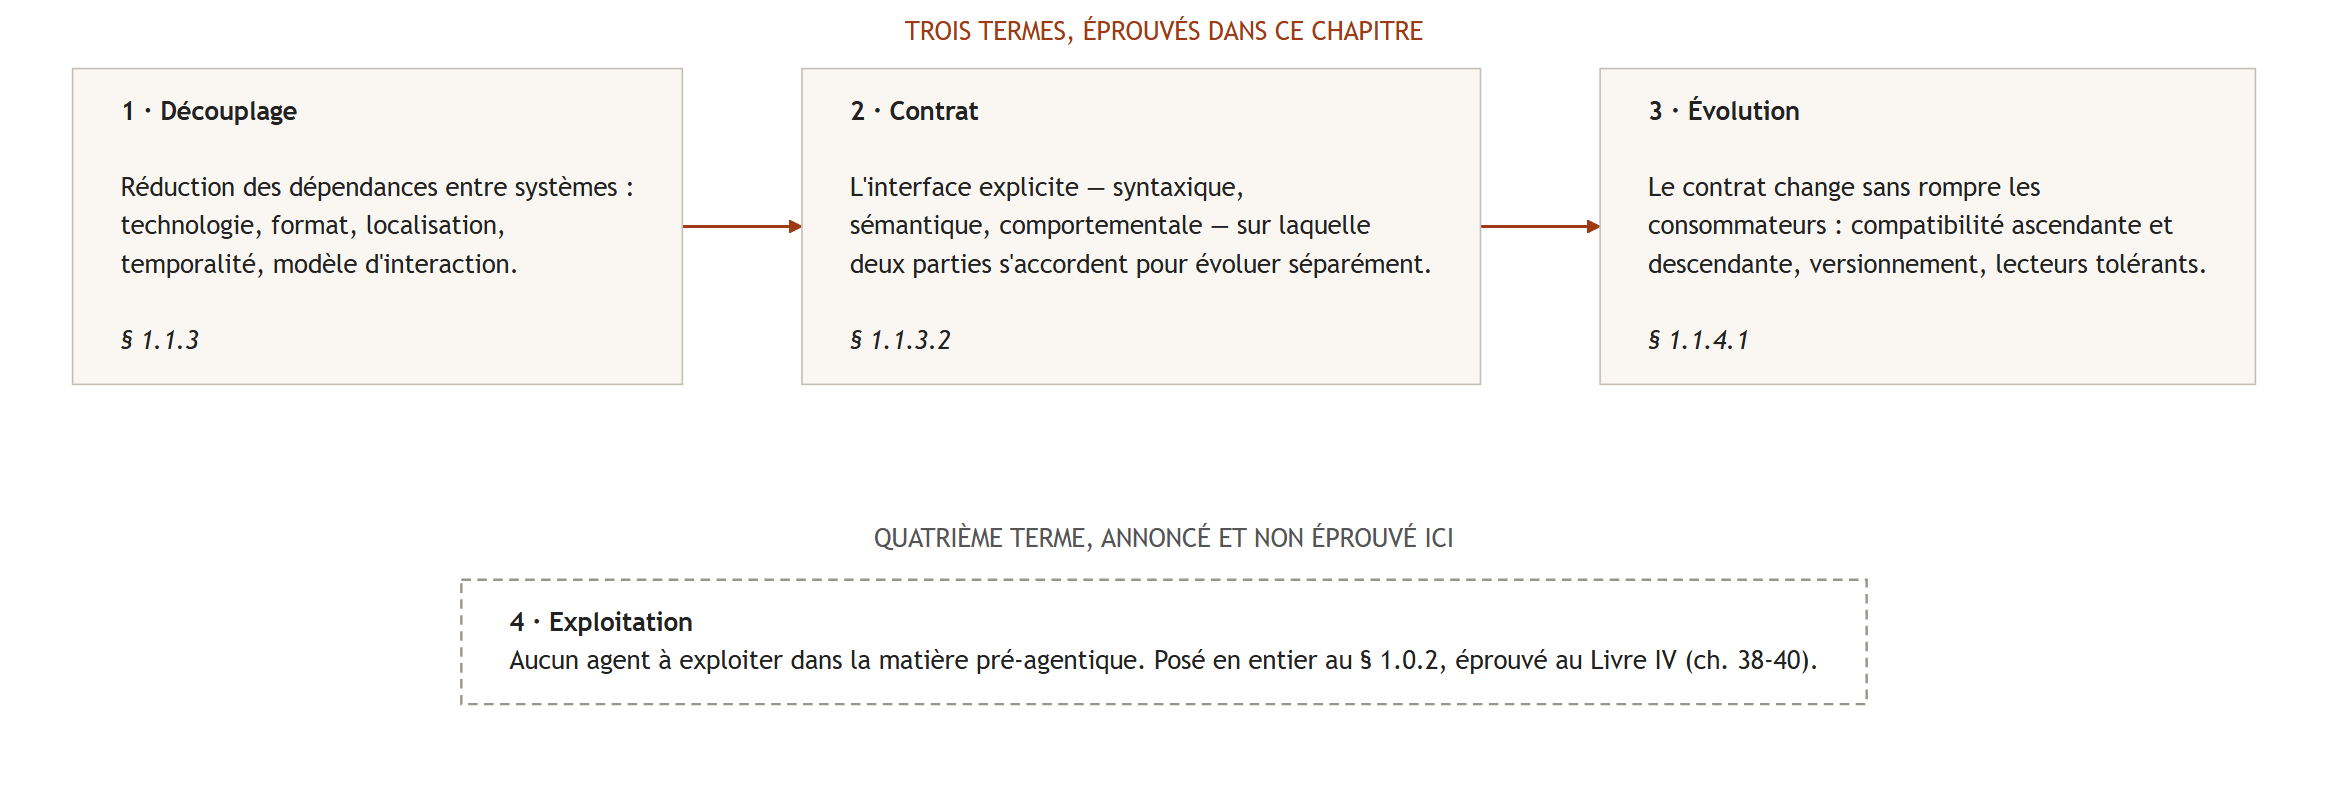 TROIS TERMES, ÉPROUVÉS DANS CE CHAPITRE
1 · Découplage
Réduction des dépendances entre systèmes :
technologie, format, localisation,
temporalité, modèle d'interaction.
§ 1.1.3
2 · Contrat
L'interface explicite — syntaxique,
sémantique, comportementale — sur laquelle
deux parties s'accordent pour évoluer séparément.
§ 1.1.3.2
3 · Évolution
Le contrat change sans rompre les
consommateurs : compatibilité ascendante et
descendante, versionnement, lecteurs tolérants.
§ 1.1.4.1
QUATRIÈME TERME, ANNONCÉ ET NON ÉPROUVÉ ICI
4 · Exploitation
Aucun agent à exploiter dans la matière pré-agentique. Posé en entier au § 1.0.2, éprouvé au Livre IV (ch. 38-40).